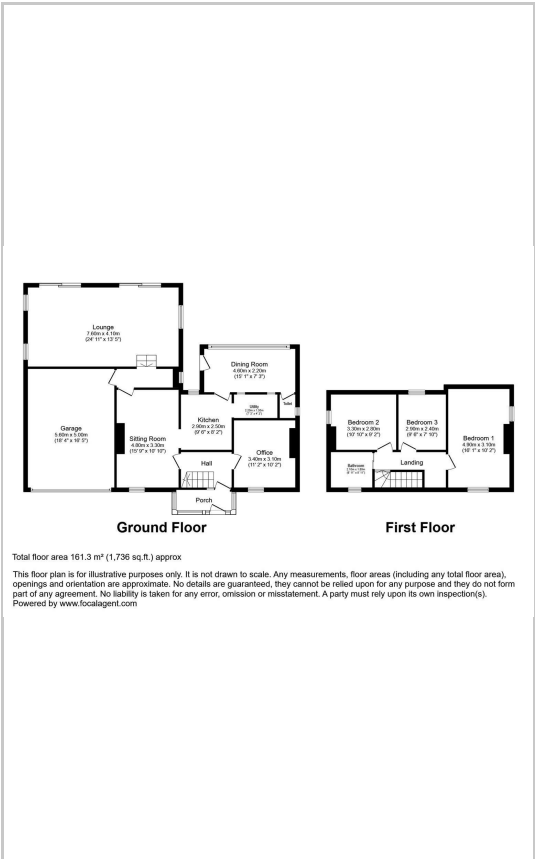 Lounge
7.60m x 4.10m
(24' 11" x 13' 5")
Dining Room
4.60m x 2.20m
(15' 1" x 7' 3")
Utility
Toilet
Kitchen
2.90m x 2.50m
(9' 6" x 8' 2")
Garage
5.60m x 5.00m
(18' 4" x 16' 5")
Sitting Room
4.80m x 3.30m
(15' 9" x 10' 10")
Office
3.40m x 3.10m
(11' 2" x 10' 2")
Hall
Porch
Ground Floor
Bedroom 2
3.30m x 2.80m
(10' 10" x 9' 2")
Bedroom 3
2.90m x 2.40m
(9' 6" x 7' 10")
Bedroom 1
4.90m x 3.10m
(16' 1" x 10' 2")
Bathroom
Landing
First Floor
Total floor area 161.3 m² (1,736 sq.ft.) approx
This floor plan is for illustrative purposes only. It is not drawn to scale. Any measurements, floor areas (including any total floor area),
openings and orientation are approximate. No details are guaranteed, they cannot be relied upon for any purpose and they do not form
part of any agreement. No liability is taken for any error, omission or misstatement. A party must rely upon its own inspection(s).
Powered by www.focalagent.com